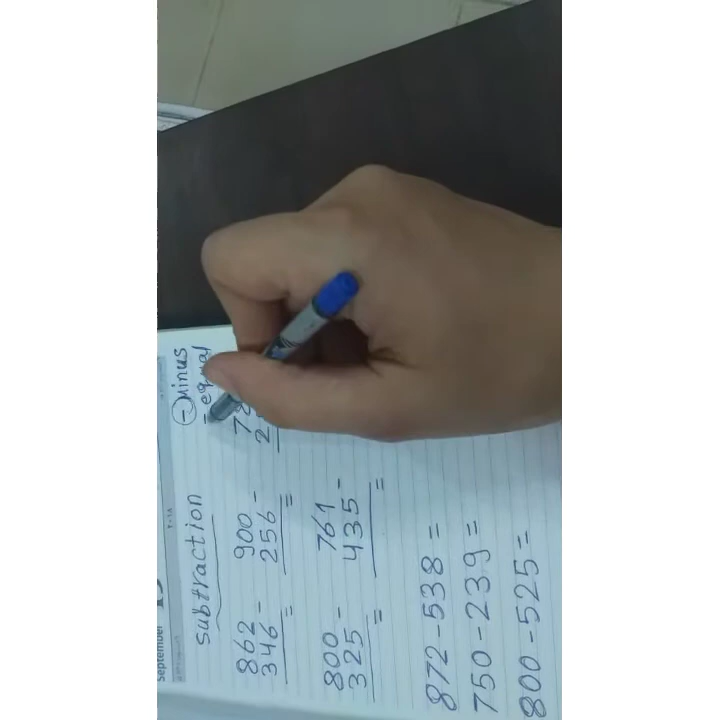 September
subtraction - Minus
- equal
862 - 900 -
346 = 256 =
800 - 761 -
325 = 435 =
872 - 538 =
750 - 239 =
800 - 525 =